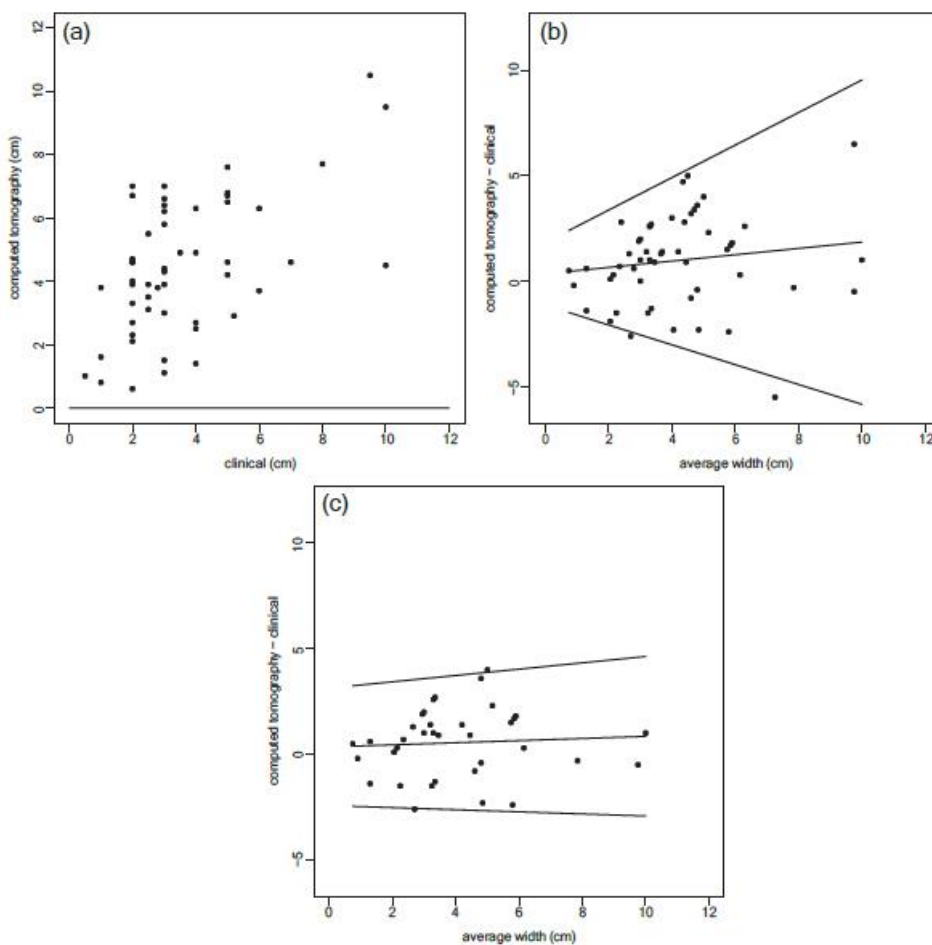 (a)
computed tomography (cm)
12
10
8
6
4
2
0
0 2 4 6 8 10 12
clinical (cm)
(b)
computed tomography − clinical
10
5
0
−5
0 2 4 6 8 10 12
average width (cm)
(c)
computed tomography − clinical
10
5
0
−5
0 2 4 6 8 10 12
average width (cm)